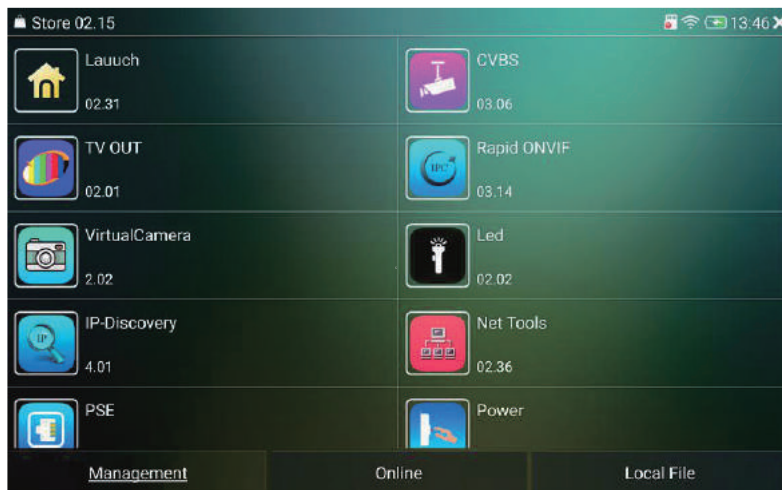 Store 02.15
13:46
Lauuch
02.31
CVBS
03.06
TV OUT
02.01
Rapid ONVIF
IPC
03.14
VirtualCamera
2.02
Led
02.02
IP-Discovery
IP
4.01
Net Tools
02.36
PSE
Power
Management
Online
Local File